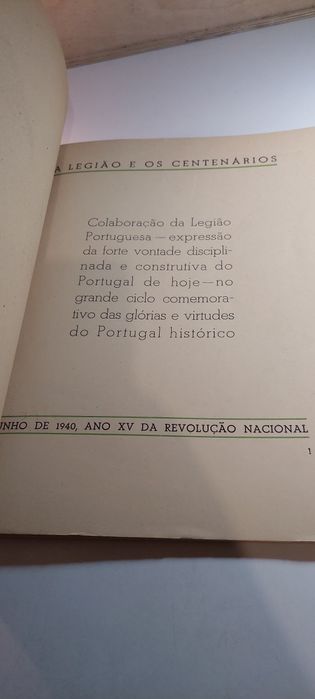 A LEGIÃO E OS CENTENÁRIOS
Colaboração da Legião
Portuguesa — expressão
da forte vontade discipli-
nada e construtiva do
Portugal de hoje — no
grande ciclo comemora-
tivo das glórias e virtudes
do Portugal histórico
UNHO DE 1940, ANO XV DA REVOLUÇÃO NACIONAL
1